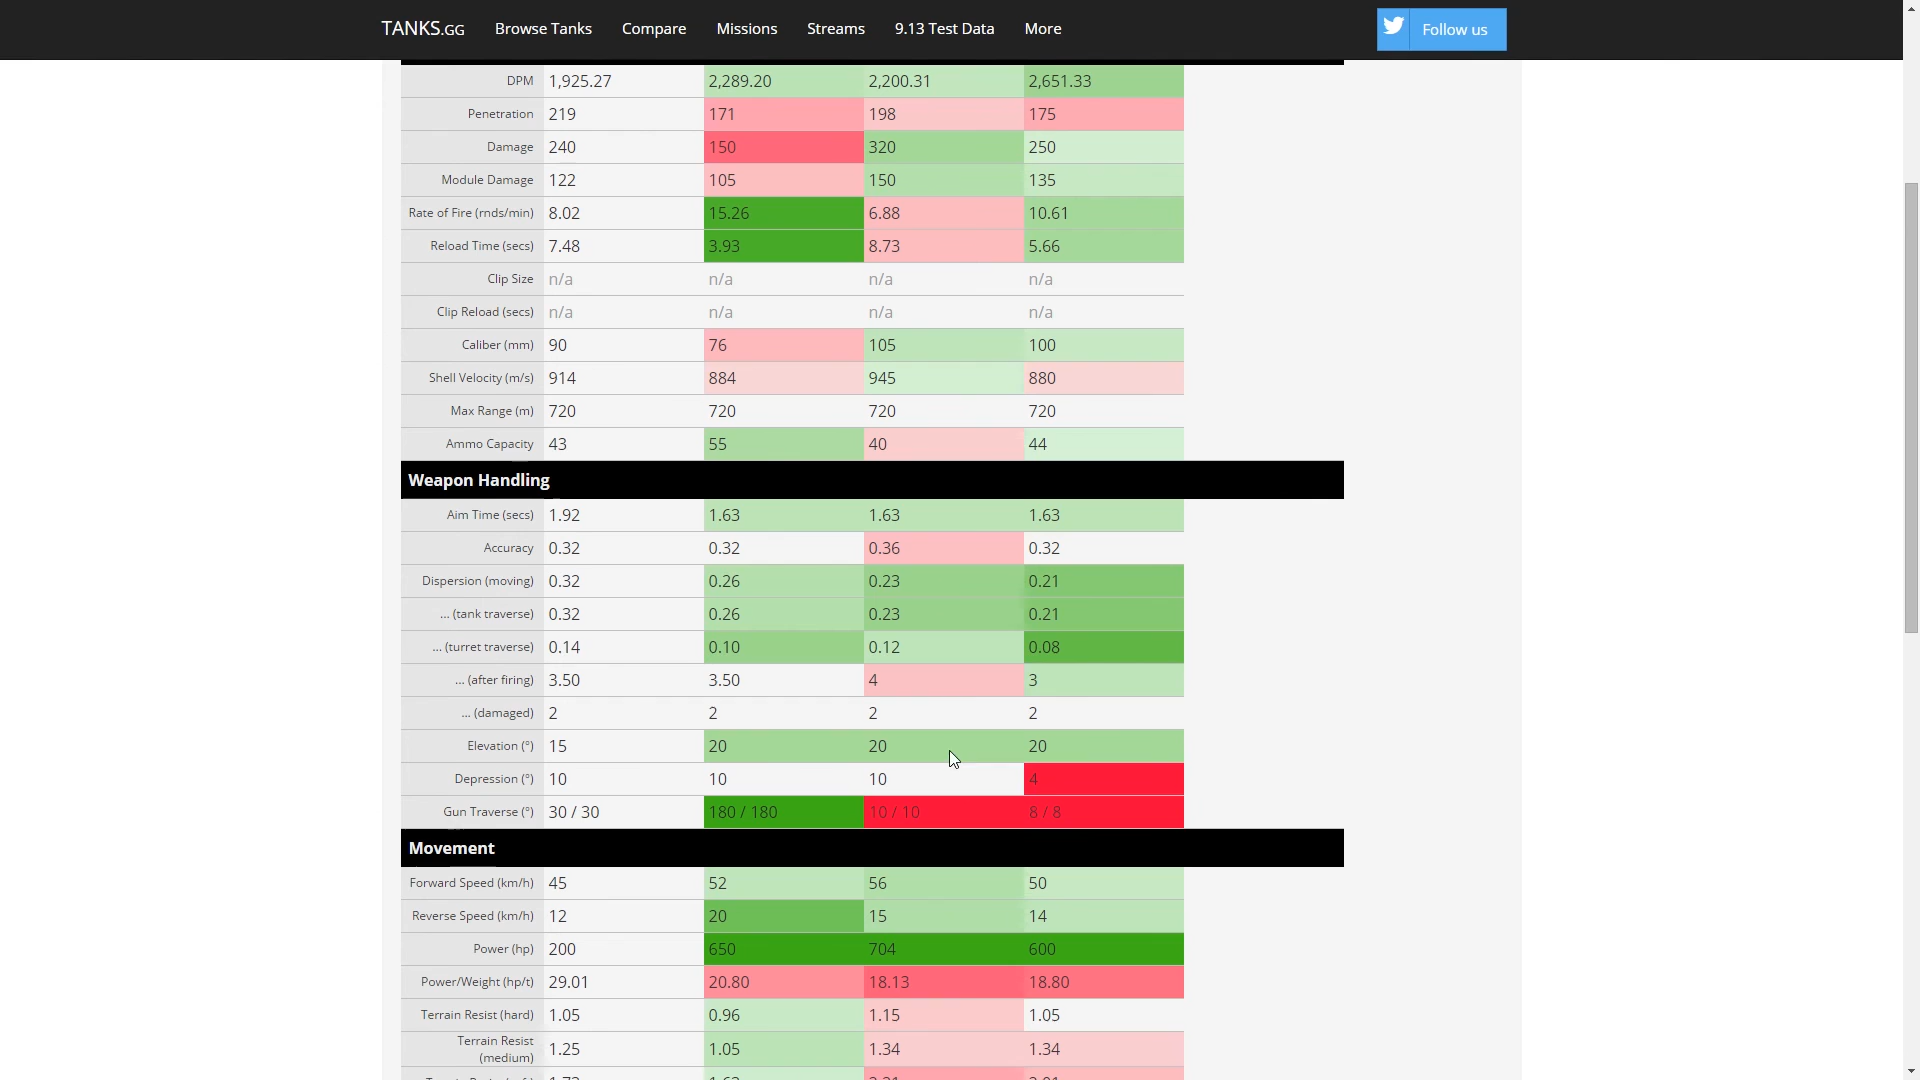 TANKS.GG Browse Tanks Compare Missions Streams 9.13 Test Data More Follow us
DPM 1,925.27 2,289.20 2,200.31 2,651.33
Penetration 219 171 198 175
Damage 240 150 320 250
Module Damage 122 105 150 135
Rate of Fire (rnds/min) 8.02 15.26 6.88 10.61
Reload Time (secs) 7.48 3.93 8.73 5.66
Clip Size n/a n/a n/a n/a
Clip Reload (secs) n/a n/a n/a n/a
Caliber (mm) 90 76 105 100
Shell Velocity (m/s) 914 884 945 880
Max Range (m) 720 720 720 720
Ammo Capacity 43 55 40 44
Weapon Handling
Aim Time (secs) 1.92 1.63 1.63 1.63
Accuracy 0.32 0.32 0.36 0.32
Dispersion (moving) 0.32 0.26 0.23 0.21
... (tank traverse) 0.32 0.26 0.23 0.21
... (turret traverse) 0.14 0.10 0.12 0.08
... (after firing) 3.50 3.50 4 3
... (damaged) 2 2 2 2
Elevation (°) 15 20 20 20
Depression (°) 10 10 10 4
Gun Traverse (°) 30 / 30 180 / 180 10 / 10 8 / 8
Movement
Forward Speed (km/h) 45 52 56 50
Reverse Speed (km/h) 12 20 15 14
Power (hp) 200 650 704 600
Power/Weight (hp/t) 29.01 20.80 18.13 18.80
Terrain Resist (hard) 1.05 0.96 1.15 1.05
Terrain Resist
(medium) 1.25 1.05 1.34 1.34